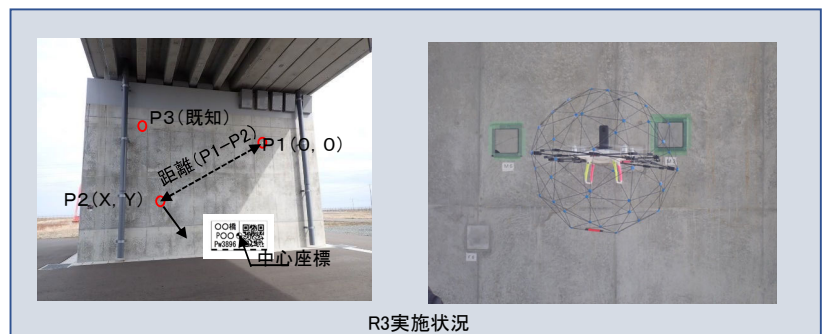 P3(既知)
距離(P1-P2)
P1(0, 0)
P2(X, Y)
〇〇橋
P〇〇
Pw3896
中心座標
R3実施状況